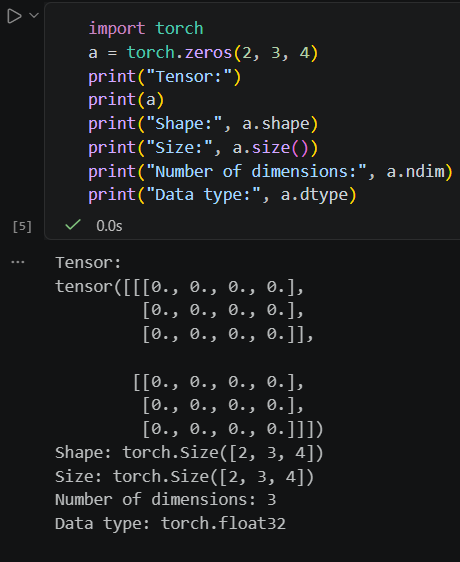 import torch
a = torch.zeros(2, 3, 4)
print("Tensor:")
print(a)
print("Shape:", a.shape)
print("Size:", a.size())
print("Number of dimensions:", a.ndim)
print("Data type:", a.dtype)
[5] 0.0s
... Tensor:
tensor([[[0., 0., 0., 0.],
         [0., 0., 0., 0.],
         [0., 0., 0., 0.]],

        [[0., 0., 0., 0.],
         [0., 0., 0., 0.],
         [0., 0., 0., 0.]]])
Shape: torch.Size([2, 3, 4])
Size: torch.Size([2, 3, 4])
Number of dimensions: 3
Data type: torch.float32